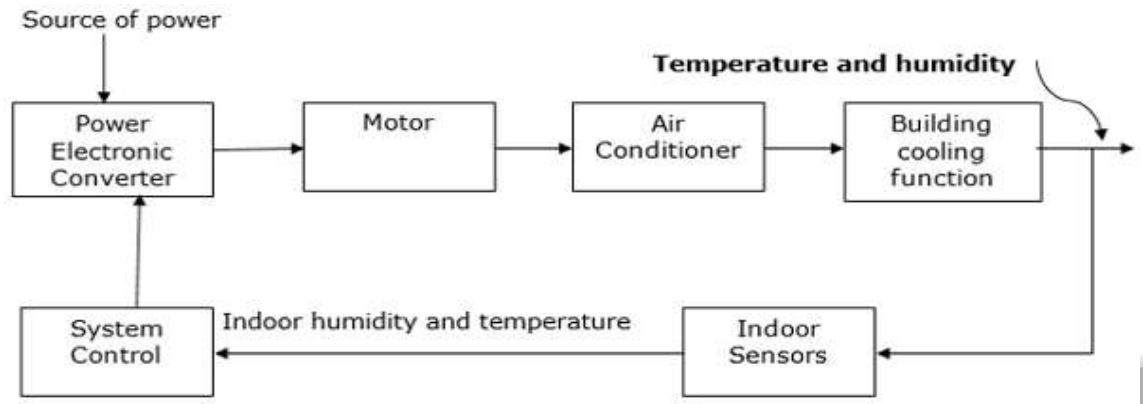 Source of power
Temperature and humidity
Power
Electronic
Converter
Motor
Air
Conditioner
Building
cooling
function
System
Control
Indoor humidity and temperature
Indoor
Sensors